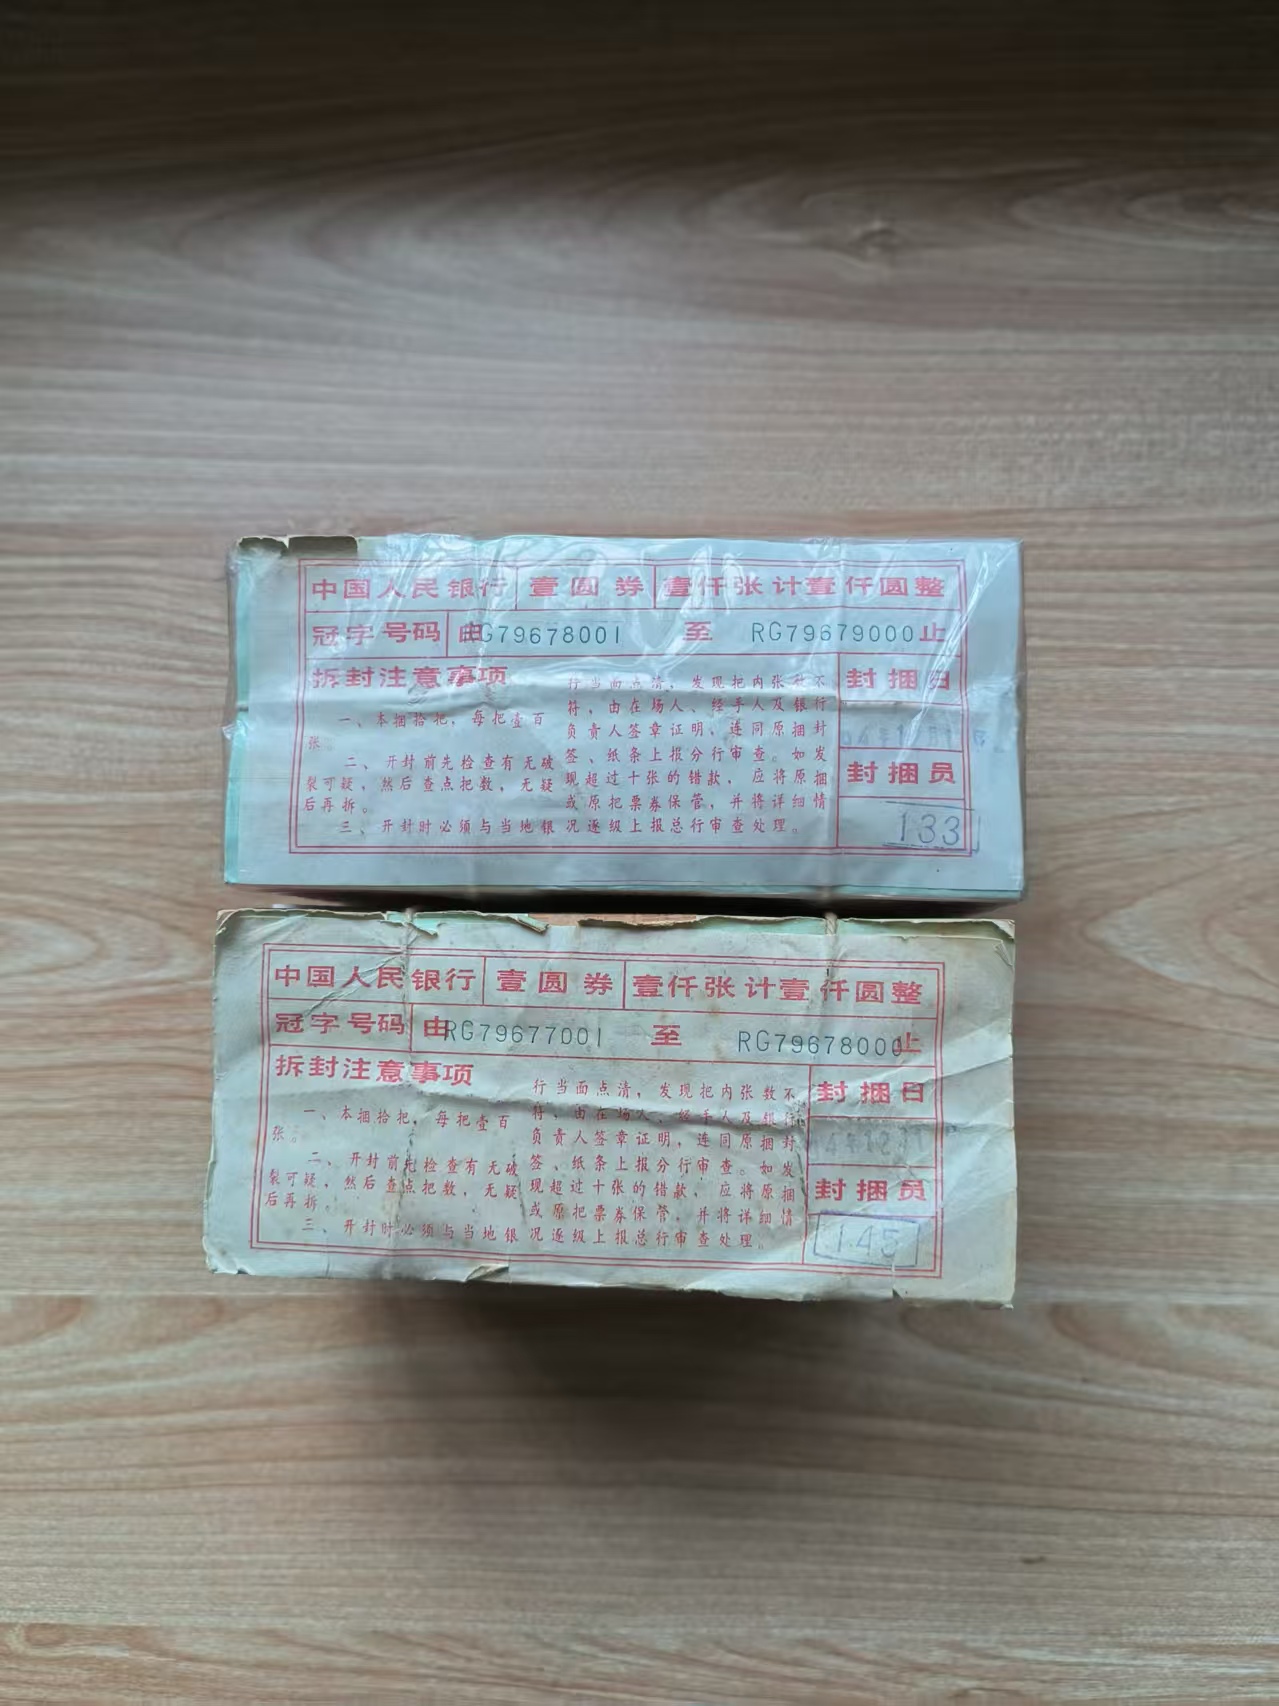 中国人民银行 壹圆券 壹仟张计壹仟圆整
冠字号码 由RG79678001 至 RG79679000止
拆封注意事项
一、本捆拾把,每把壹百
张。
二、开封前先检查有无破
裂可疑,然后查点把数,无疑
后再拆。
三、开封时必须与当地银
行当面点清,发现把内张数不
符,由在场人、经手人及银行
负责人签章证明,连同原捆封
签、纸条上报分行审查。如发
现超过十张的错款,应将原捆
或原把票券保管,并将详细情
况逐级上报总行审查处理。
封捆日
封捆员
133
中国人民银行 壹圆券 壹仟张计壹仟圆整
冠字号码 由RG79677001 至 RG79678000止
拆封注意事项
一、本捆拾把,每把壹百
张。
二、开封前先检查有无破
裂可疑,然后查点把数,无疑
后再拆。
三、开封时必须与当地银
行当面点清,发现把内张数不
符,由在场人、经手人及银行
负责人签章证明,连同原捆封
签、纸条上报分行审查。如发
现超过十张的错款,应将原捆
或原把票券保管,并将详细情
况逐级上报总行审查处理。
封捆日
封捆员
145